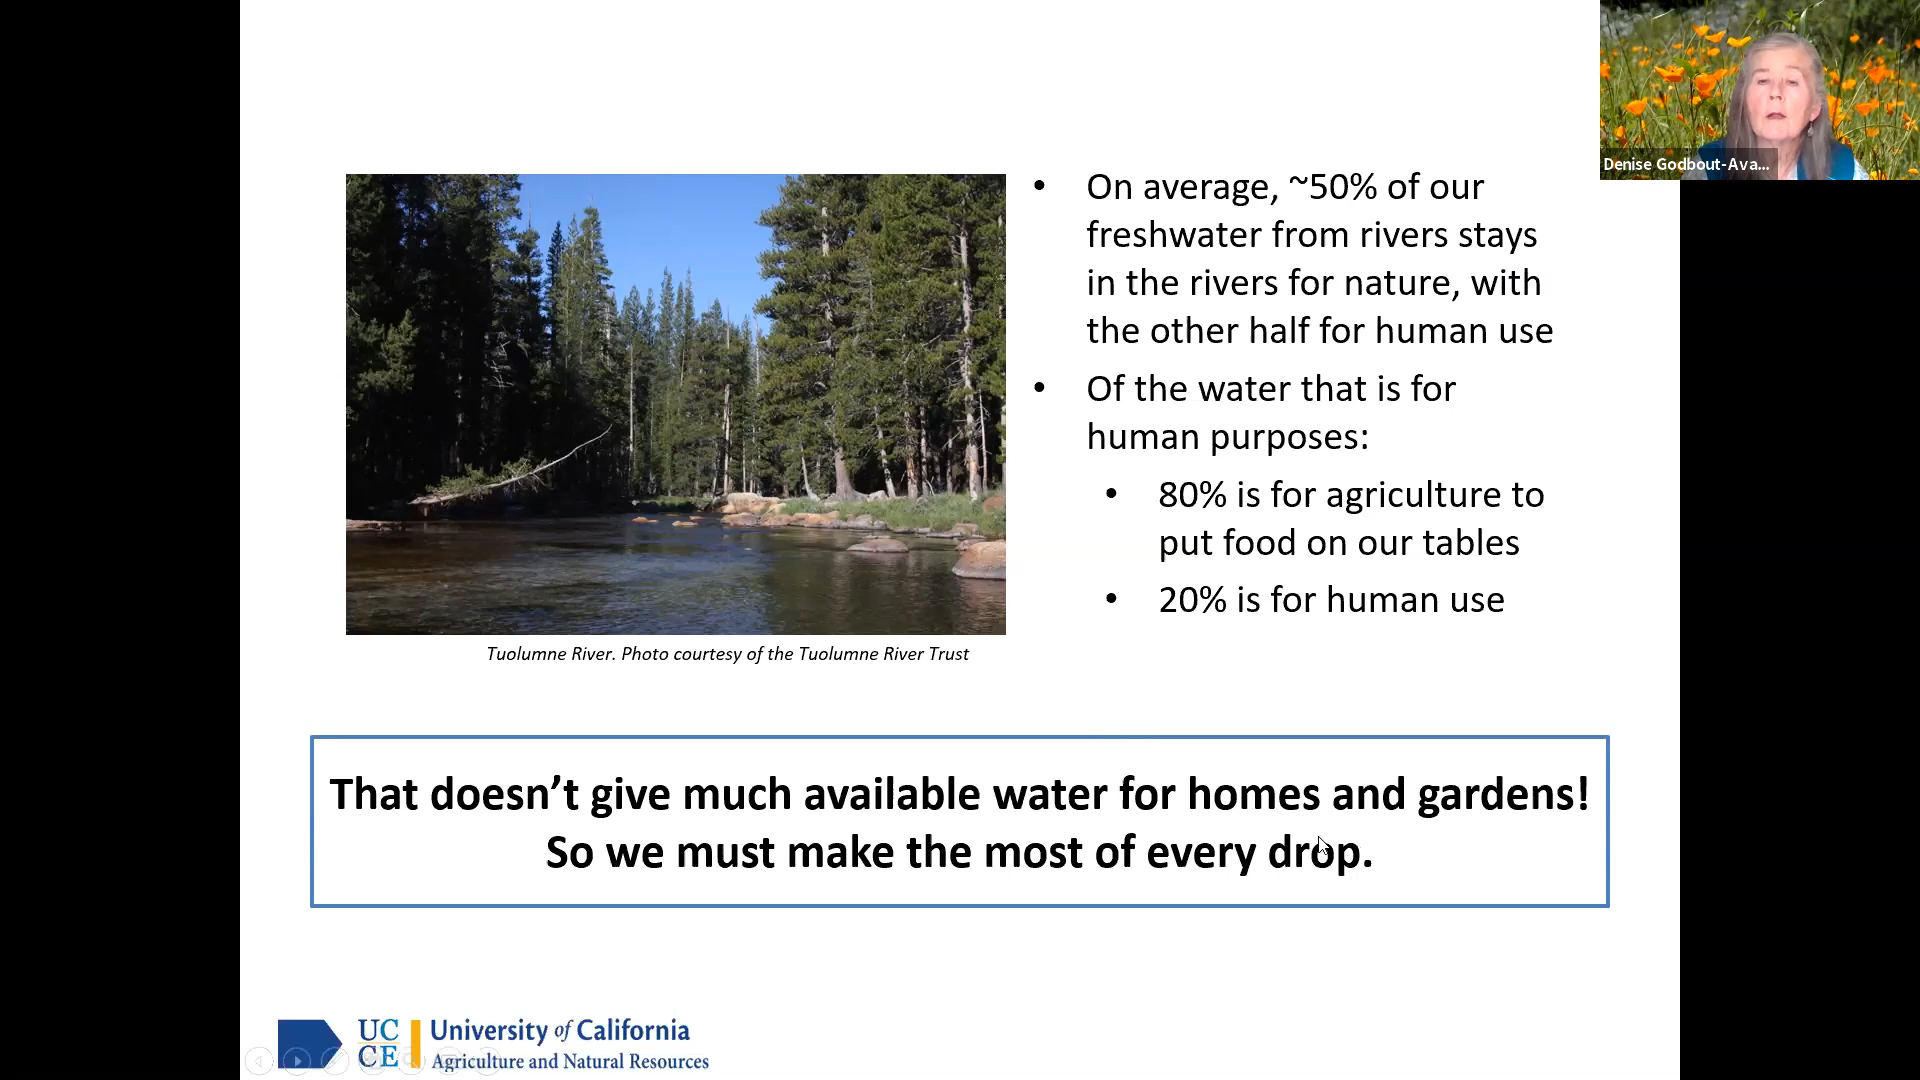 Denise Godbout-Ava...
• On average, ~50% of our
freshwater from rivers stays
in the rivers for nature, with
the other half for human use
• Of the water that is for
human purposes:
• 80% is for agriculture to
put food on our tables
• 20% is for human use
Tuolumne River. Photo courtesy of the Tuolumne River Trust
That doesn’t give much available water for homes and gardens!
So we must make the most of every drop.
UC
CE
University of California
Agriculture and Natural Resources